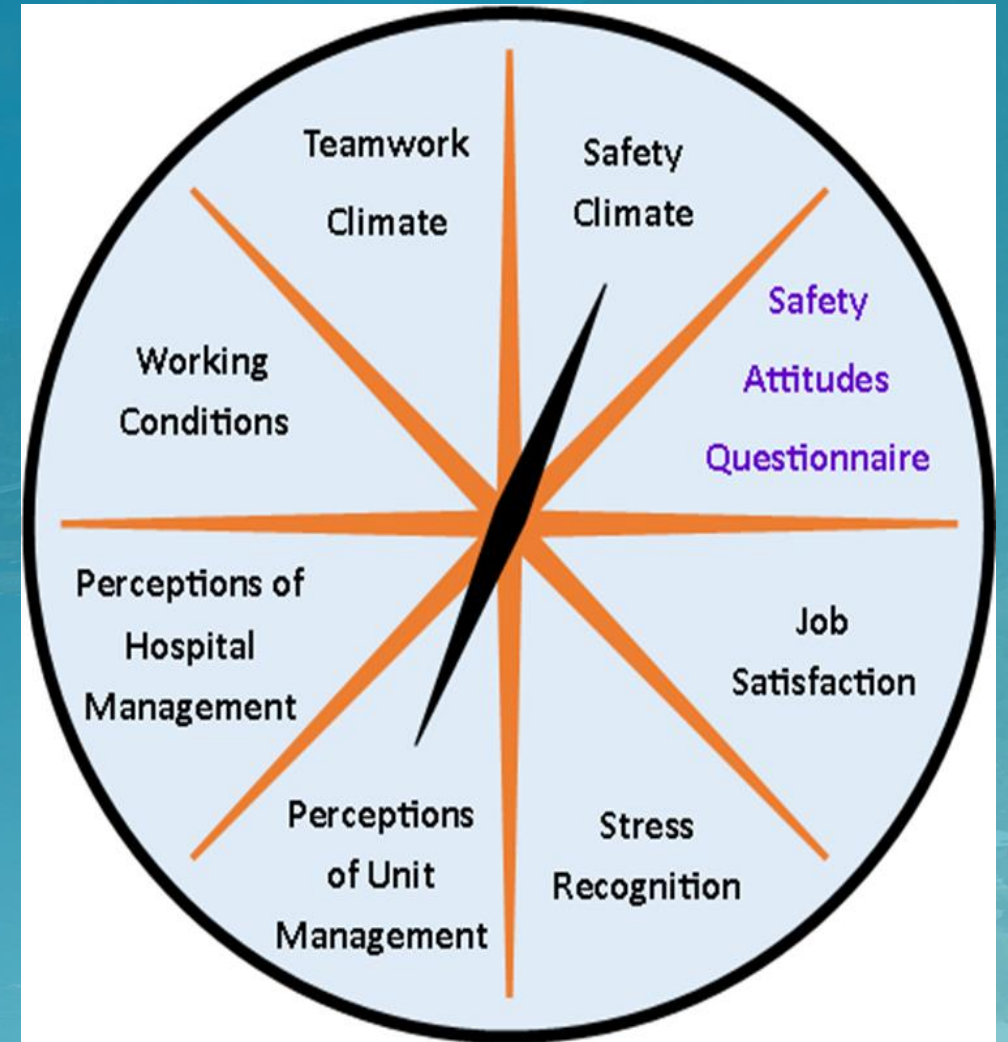 Teamwork
Climate
Safety
Climate
Safety
Attitudes
Questionnaire
Job
Satisfaction
Stress
Recognition
Perceptions
of Unit
Management
Perceptions of
Hospital
Management
Working
Conditions